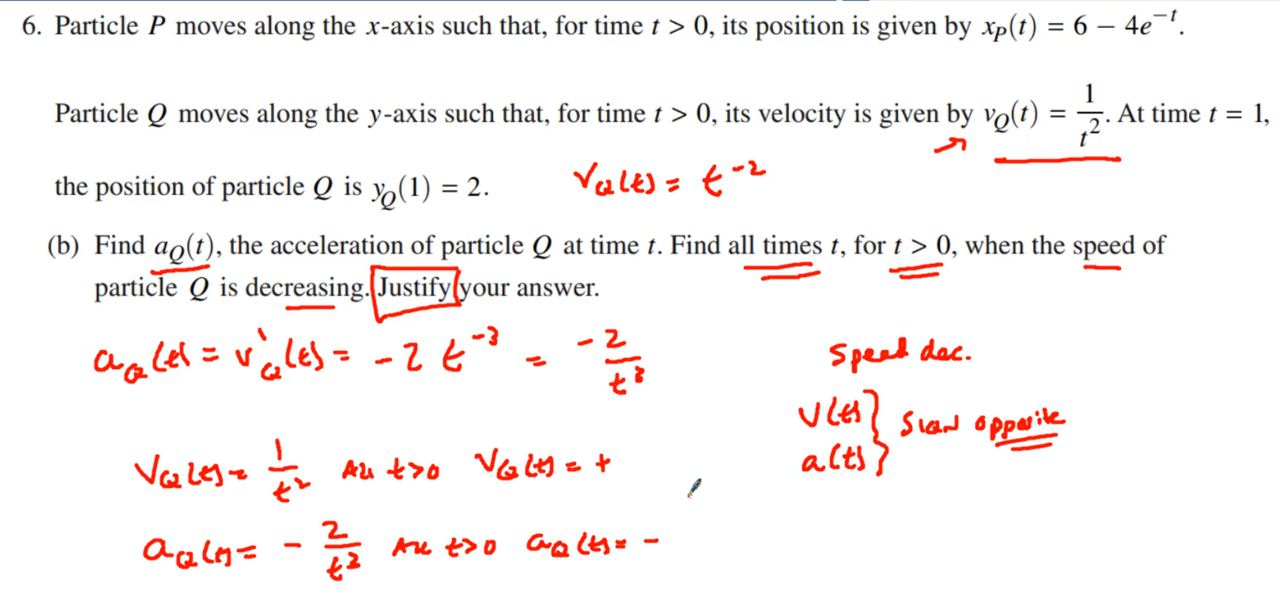 6. Particle P moves along the x-axis such that, for time t > 0, its position is given by xₚ(t) = 6 − 4e⁻ᵗ.
Particle Q moves along the y-axis such that, for time t > 0, its velocity is given by v_Q(t) = 1/t². At time t = 1,
the position of particle Q is y_Q(1) = 2.
V_Q(t) = t⁻²
(b) Find a_Q(t), the acceleration of particle Q at time t. Find all times t, for t > 0, when the speed of
particle Q is decreasing. Justify your answer.
a_Q(t) = v'_Q(t) = -2 t⁻³ = -2/t³
Speed dec.
V(t) } Sign opposite
a(t) }
V_Q(t) = 1/t² All t>0 V_Q(t) = +
a_Q(t) = - 2/t³ All t>0 a_Q(t) = -